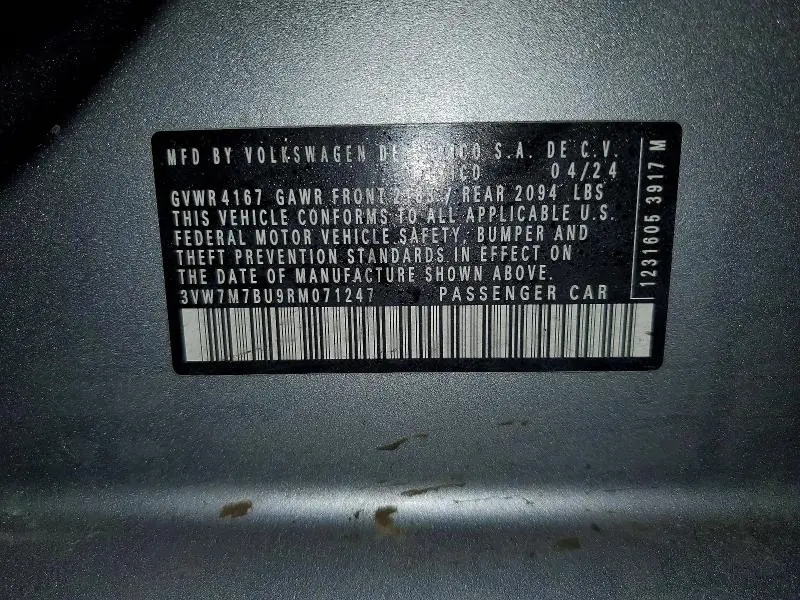 MFD BY VOLKSWAGEN DE MEXICO S.A. DE C.V.
04/24
GVWR 4167 GAWR FRONT / REAR 2094 LBS
THIS VEHICLE CONFORMS TO ALL APPLICABLE U.S.
FEDERAL MOTOR VEHICLE SAFETY, BUMPER AND
THEFT PREVENTION STANDARDS IN EFFECT ON
THE DATE OF MANUFACTURE SHOWN ABOVE.
3VW7M7BU9RM071247 PASSENGER CAR
1231605 3917 M